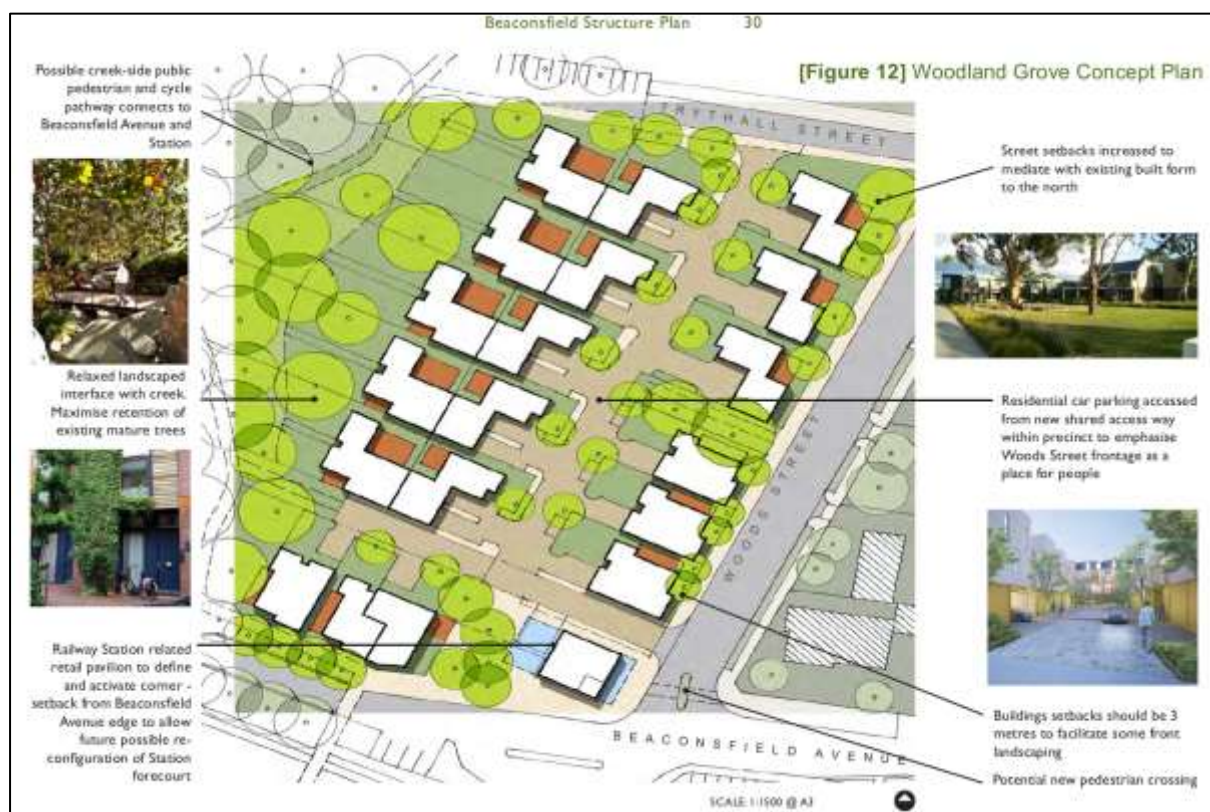 Beaconsfield Structure Plan 30
[Figure 12] Woodland Grove Concept Plan
Possible creek-side public
pedestrian and cycle
pathway connects to
Beaconsfield Avenue and
Station
Relaxed landscaped
interface with creek.
Maximise retention of
existing mature trees
Railway Station related
retail pavilion to define
and activate corner -
setback from Beaconsfield
Avenue edge to allow
future possible re-
configuration of Station
forecourt
TRYTHALL STREET
WOODS STREET
BEACONSFIELD AVENUE
Street setbacks increased to
mediate with existing built form
to the north
Residential car parking accessed
from new shared access way
within precinct to emphasise
Woods Street frontage as a
place for people
Buildings setbacks should be 3
metres to facilitate some front
landscaping
Potential new pedestrian crossing
SCALE 1:1500 @ A3